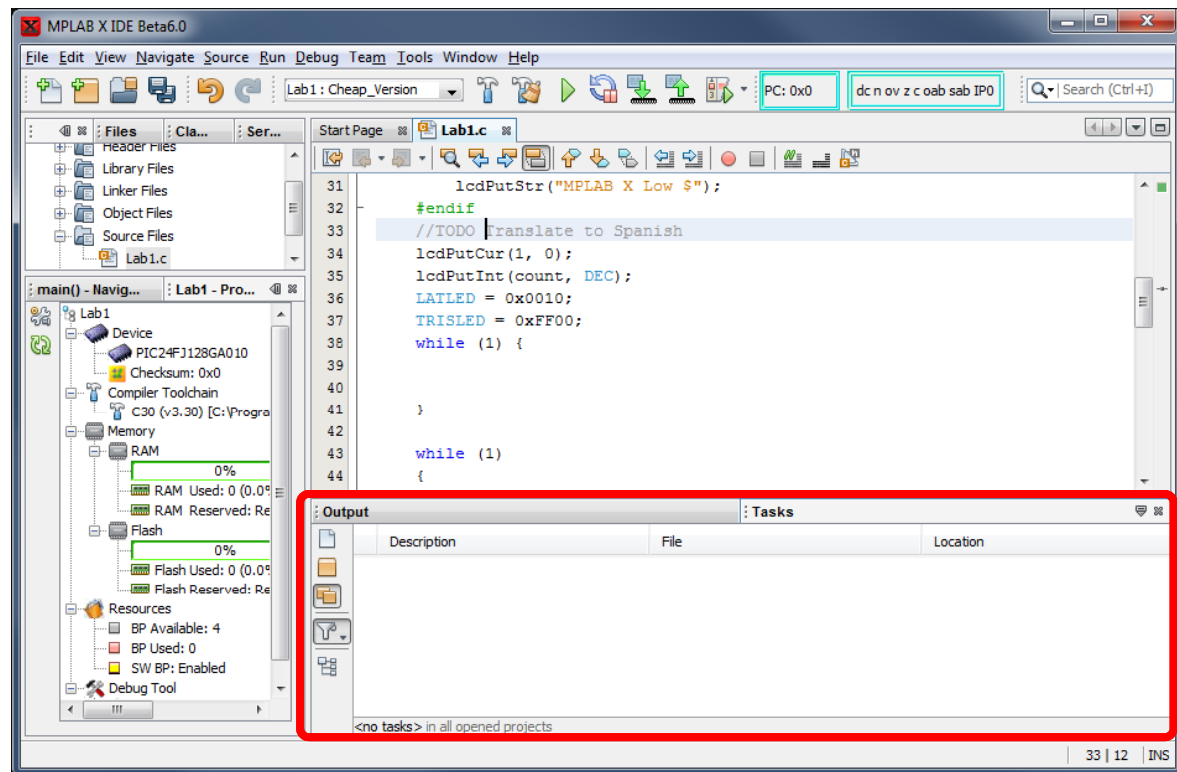 MPLAB X IDE Beta6.0
File Edit View Navigate Source Run Debug Team Tools Window Help
Lab1 : Cheap_Version
PC: 0x0
dc n ov z c oab sab IP0
Search (Ctrl+I)
Files Cla... Ser...
Header Files
Library Files
Linker Files
Object Files
Source Files
Lab1.c
main() - Navig... Lab1 - Pro...
Lab1
Device
PIC24FJ128GA010
Checksum: 0x0
Compiler Toolchain
C30 (v3.30) [C:\Progra
Memory
RAM
0%
RAM Used: 0 (0.0%
RAM Reserved: Re
Flash
0%
Flash Used: 0 (0.0%
Flash Reserved: Re
Resources
BP Available: 4
BP Used: 0
SW BP: Enabled
Debug Tool
Start Page Lab1.c
31 lcdPutStr("MPLAB X Low $");
32 #endif
33 //TODO Translate to Spanish
34 lcdPutCur(1, 0);
35 lcdPutInt(count, DEC);
36 LATLED = 0x0010;
37 TRISLED = 0xFF00;
38 while (1) {
39
40
41 }
42
43 while (1)
44 {
Output Tasks
Description File Location
<no tasks> in all opened projects
33 | 12 INS